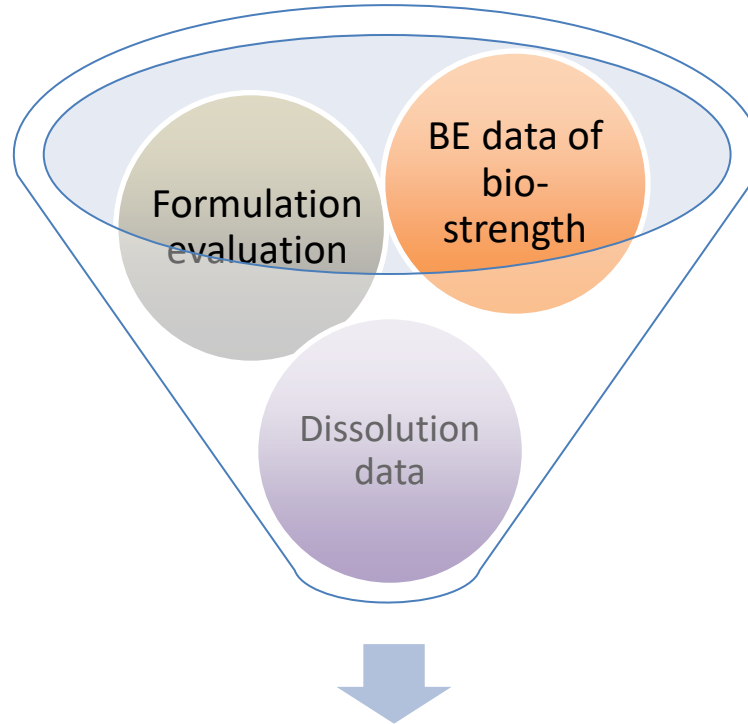 Formulation
evaluation
BE data of
bio-
strength
Dissolution
data